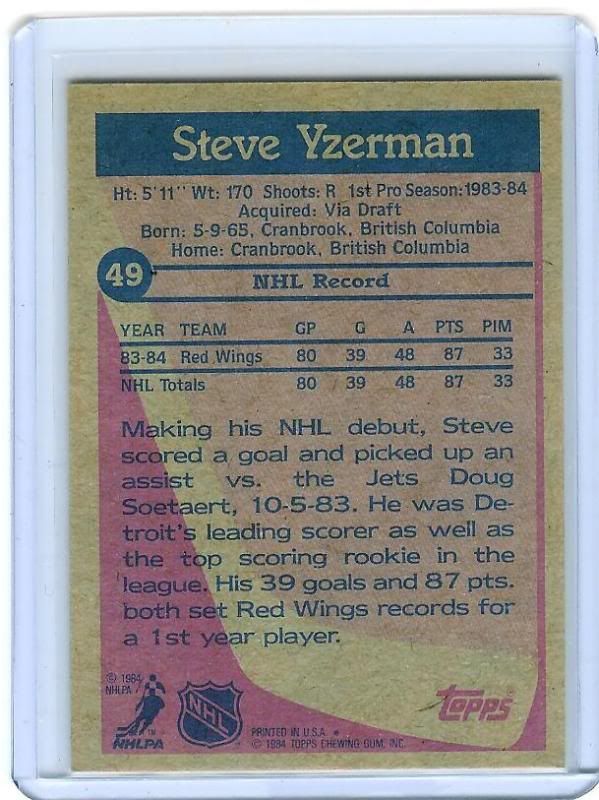 Steve Yzerman
Ht: 5'11" Wt: 170 Shoots: R 1st Pro Season: 1983-84
Acquired: Via Draft
Born: 5-9-65, Cranbrook, British Columbia
Home: Cranbrook, British Columbia
49
NHL Record
YEAR TEAM GP G A PTS PIM
83-84 Red Wings 80 39 48 87 33
NHL Totals 80 39 48 87 33
Making his NHL debut, Steve
scored a goal and picked up an
assist vs. the Jets Doug
Soetaert, 10-5-83. He was De-
troit's leading scorer as well as
the top scoring rookie in the
league. His 39 goals and 87 pts.
both set Red Wings records for
a 1st year player.
© 1984
NHLPA
NHLPA ™
NHL
topps®
PRINTED IN U.S.A. *
© 1984 TOPPS CHEWING GUM, INC.